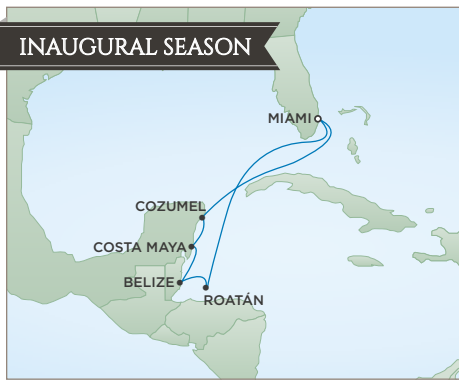 INAUGURAL SEASON
MIAMI
COZUMEL
COSTA MAYA
BELIZE
ROATÁN